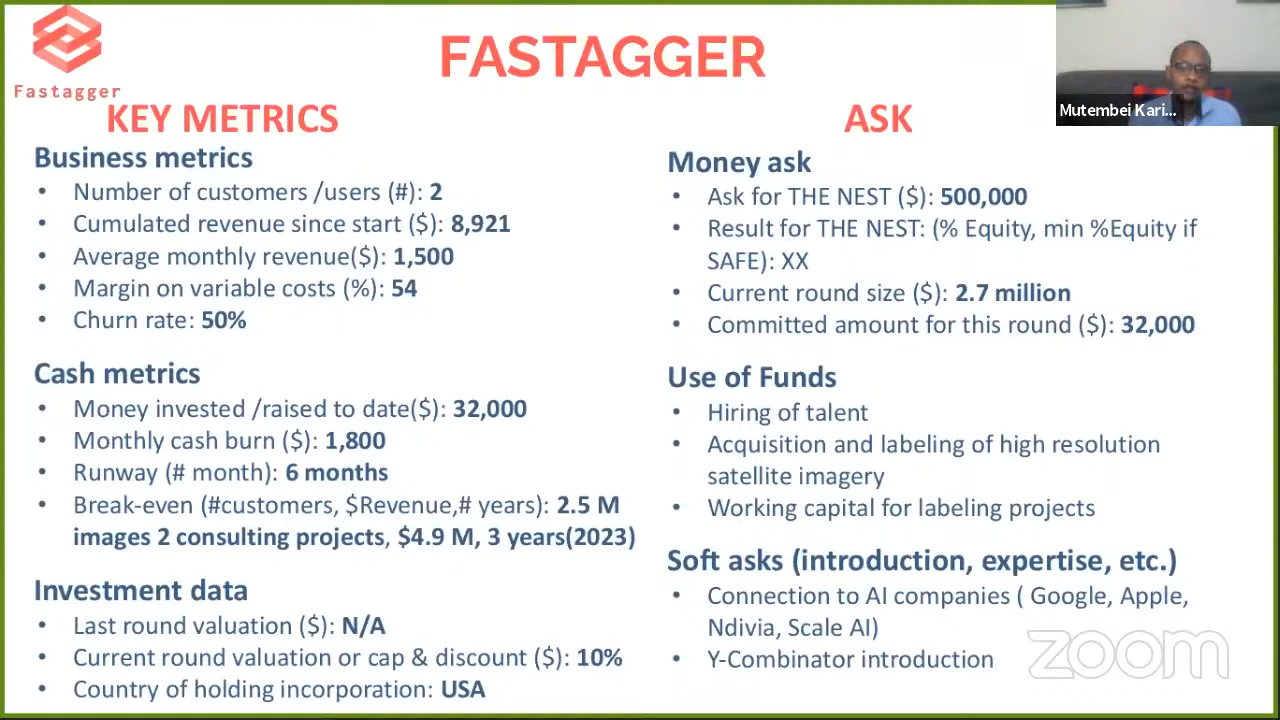 Fastagger
FASTAGGER
Mutembei Kari...
KEY METRICS
Business metrics
• Number of customers /users (#): 2
• Cumulated revenue since start ($): 8,921
• Average monthly revenue($): 1,500
• Margin on variable costs (%): 54
• Churn rate: 50%
Cash metrics
• Money invested /raised to date($): 32,000
• Monthly cash burn ($): 1,800
• Runway (# month): 6 months
• Break-even (#customers, $Revenue,# years): 2.5 M
images 2 consulting projects, $4.9 M, 3 years(2023)
Investment data
• Last round valuation ($): N/A
• Current round valuation or cap & discount ($): 10%
• Country of holding incorporation: USA
ASK
Money ask
• Ask for THE NEST ($): 500,000
• Result for THE NEST: (% Equity, min %Equity if
SAFE): XX
• Current round size ($): 2.7 million
• Committed amount for this round ($): 32,000
Use of Funds
• Hiring of talent
• Acquisition and labeling of high resolution
satellite imagery
• Working capital for labeling projects
Soft asks (introduction, expertise, etc.)
• Connection to AI companies ( Google, Apple,
Ndivia, Scale AI)
• Y-Combinator introduction
zoom